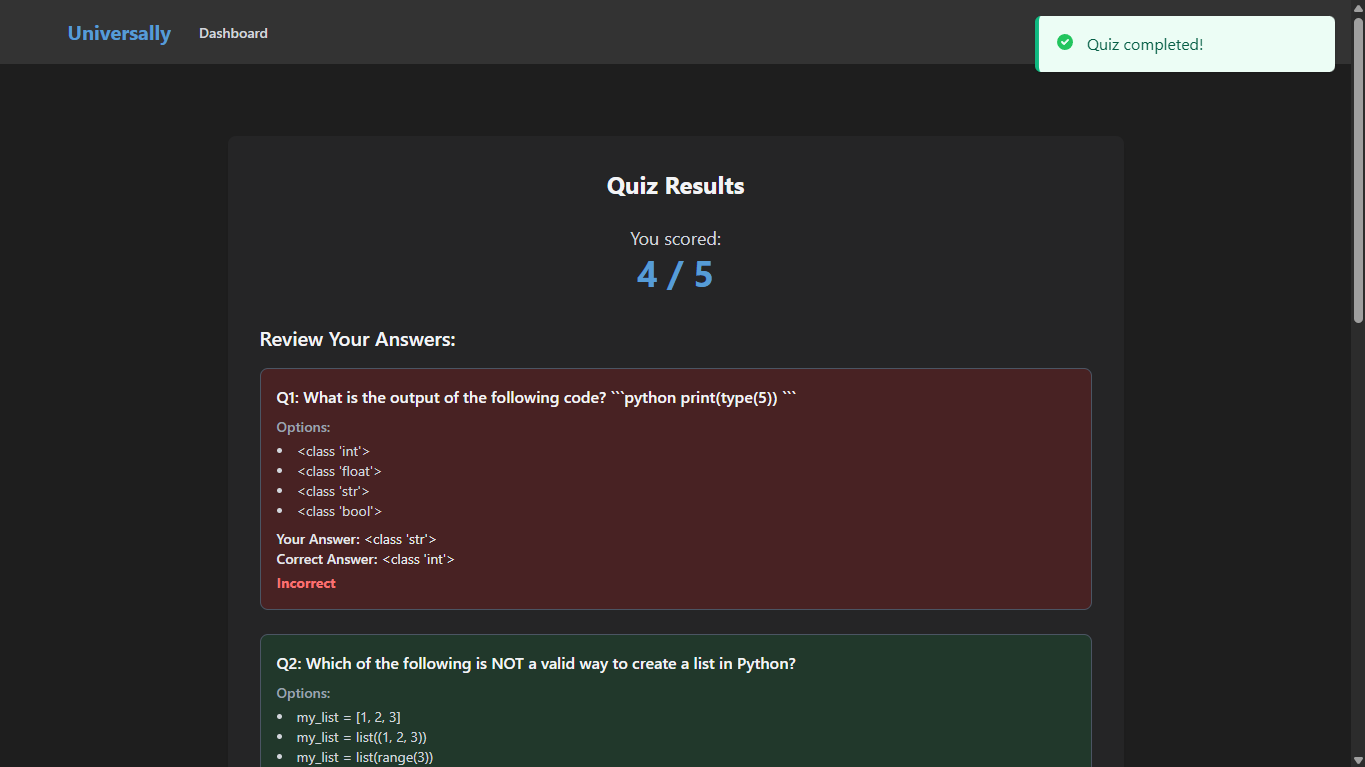 Universally
Dashboard
Quiz completed!
Quiz Results
You scored:
4 / 5
Review Your Answers:
Q1: What is the output of the following code? ```python print(type(5)) ```
Options:
<class 'int'>
<class 'float'>
<class 'str'>
<class 'bool'>
Your Answer: <class 'str'>
Correct Answer: <class 'int'>
Incorrect
Q2: Which of the following is NOT a valid way to create a list in Python?
Options:
my_list = [1, 2, 3]
my_list = list((1, 2, 3))
my_list = list(range(3))